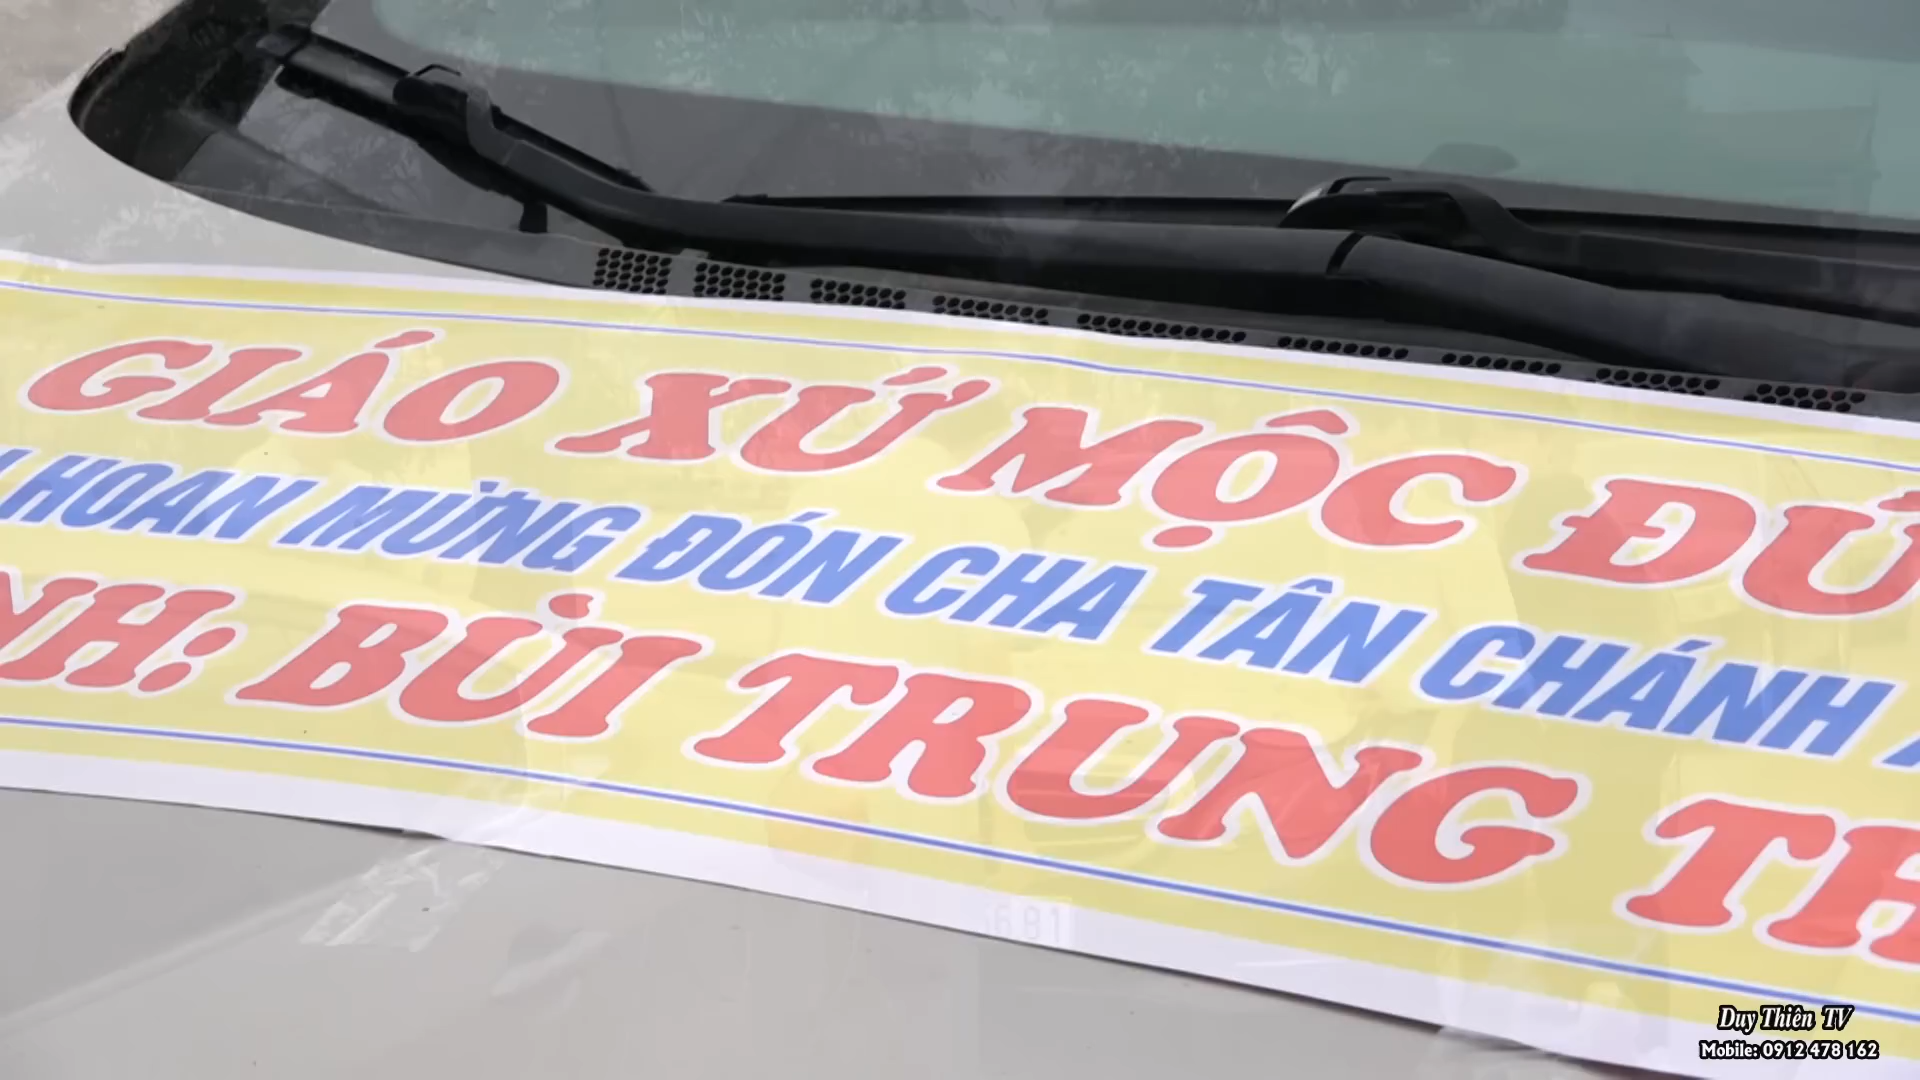 GIÁO XỨ MỘC ĐỨ
HOAN MỪNG ĐÓN CHA TÂN CHÁNH
NH: BÙI TRUNG TH
681
Duy Thiên TV
Mobile: 0912 478 162